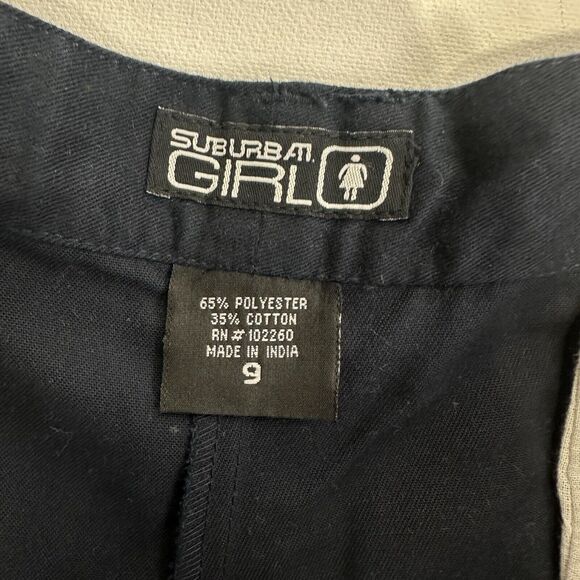 SUBURBAN.
GIRL
65% POLYESTER
35% COTTON
RN # 102260
MADE IN INDIA
9